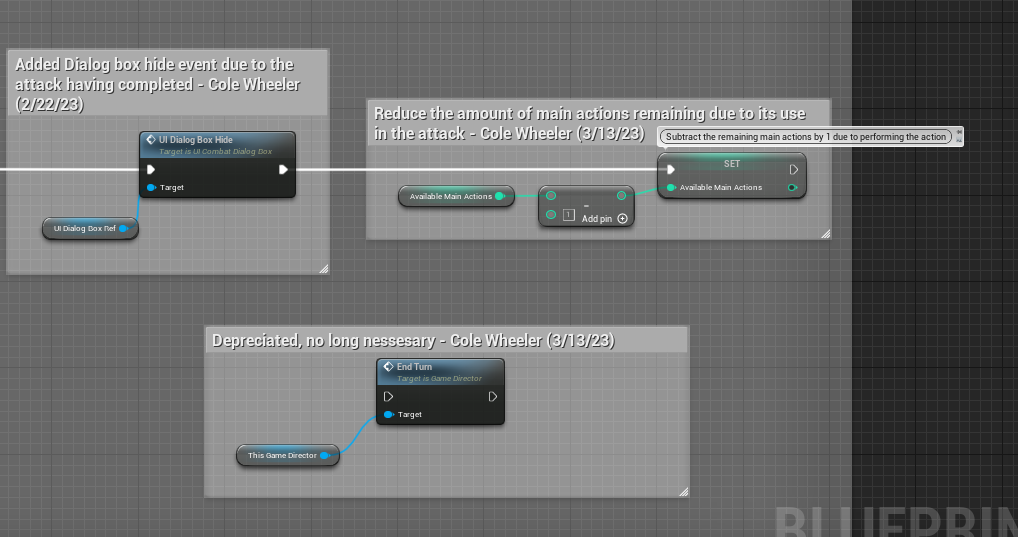 Added Dialog box hide event due to the
attack having completed - Cole Wheeler
(2/22/23)
UI Dialog Box Hide
Target is UI Combat Dialog Box
Target
UI Dialog Box Ref
Reduce the amount of main actions remaining due to its use
in the attack - Cole Wheeler (3/13/23)
Subtract the remaining main actions by 1 due to performing the action
SET
Available Main Actions
Available Main Actions
-
1
Add pin
Depreciated, no long nessesary - Cole Wheeler (3/13/23)
End Turn
Target is Game Director
Target
This Game Director
BLUEPRIN